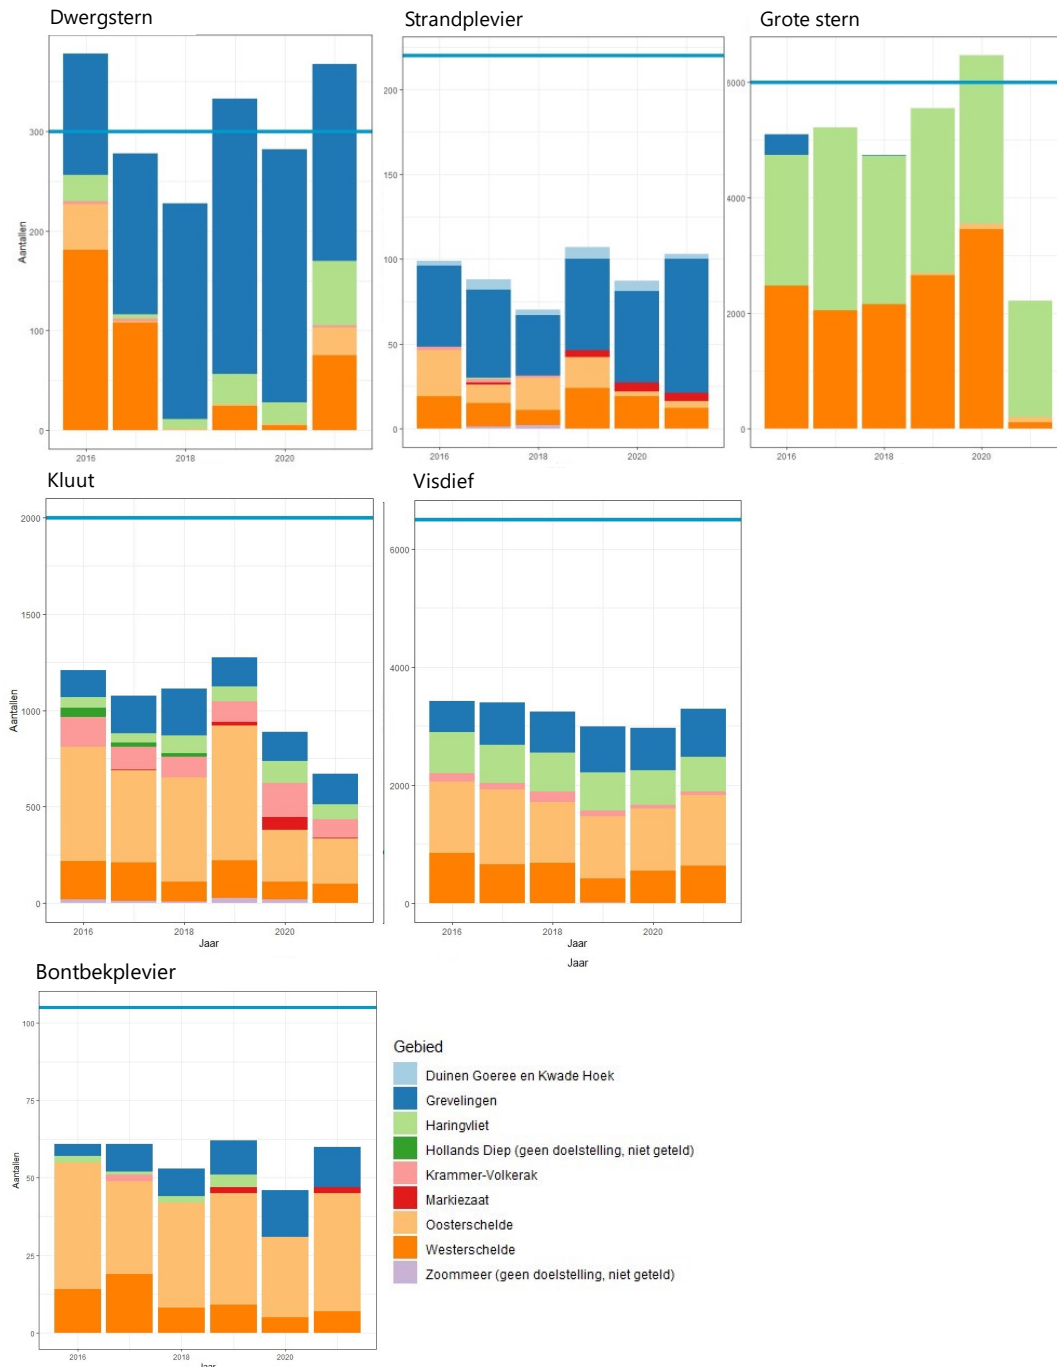 Dwergstern
Strandplevier
Grote stern
300
200
100
0
Aantallen
2016
2018
2020
200
150
100
50
0
2016
2018
2020
6000
4000
2000
0
2016
2018
2020
Kluut
Visdief
2000
1500
1000
500
0
Aantallen
2016
2018
2020
Jaar
6000
4000
2000
0
2016
2018
2020
Jaar
Jaar
Bontbekplevier
100
75
50
25
0
Aantallen
2016
2018
2020
Jaar
Gebied
Duinen Goeree en Kwade Hoek
Grevelingen
Haringvliet
Hollands Diep (geen doelstelling, niet geteld)
Krammer-Volkerak
Markiezaat
Oosterschelde
Westerschelde
Zoommeer (geen doelstelling, niet geteld)